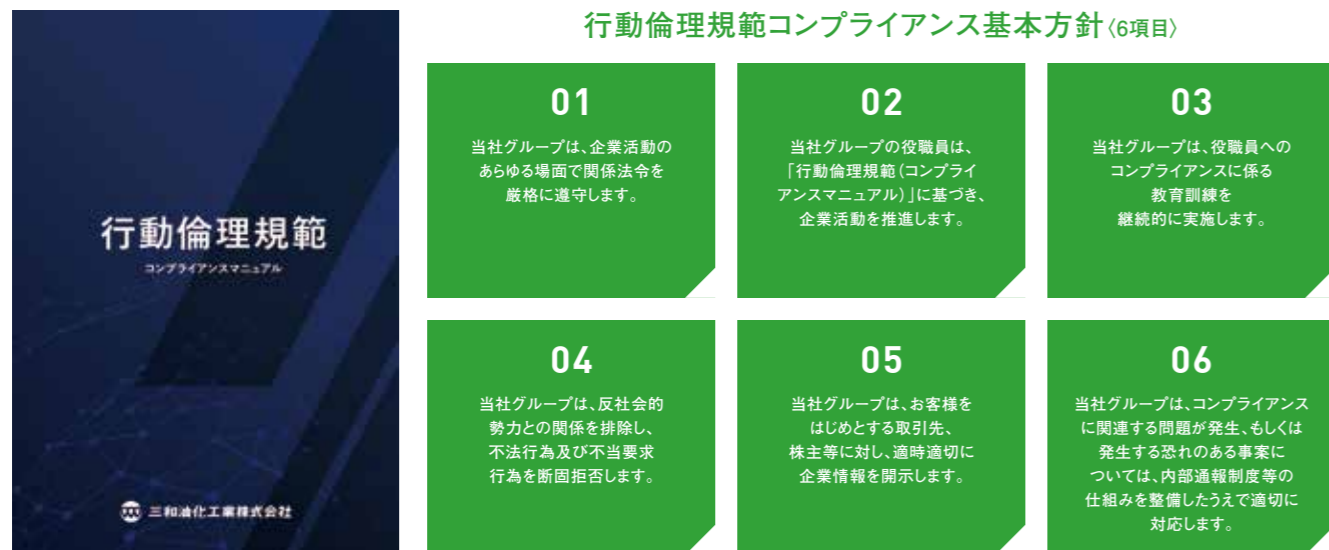 行動倫理規範
コンプライアンスマニュアル
三和油化工業株式会社
行動倫理規範コンプライアンス基本方針〈6項目〉
01
当社グループは、企業活動の
あらゆる場面で関係法令を
厳格に遵守します。
02
当社グループの役職員は、
「行動倫理規範(コンプライ
アンスマニュアル)」に基づき、
企業活動を推進します。
03
当社グループは、役職員への
コンプライアンスに係る
教育訓練を
継続的に実施します。
04
当社グループは、反社会的
勢力との関係を排除し、
不法行為及び不当要求
行為を断固拒否します。
05
当社グループは、お客様を
はじめとする取引先、
株主等に対し、適時適切に
企業情報を開示します。
06
当社グループは、コンプライアンス
に関連する問題が発生、もしくは
発生する恐れのある事案に
ついては、内部通報制度等の
仕組みを整備したうえで適切に
対応します。